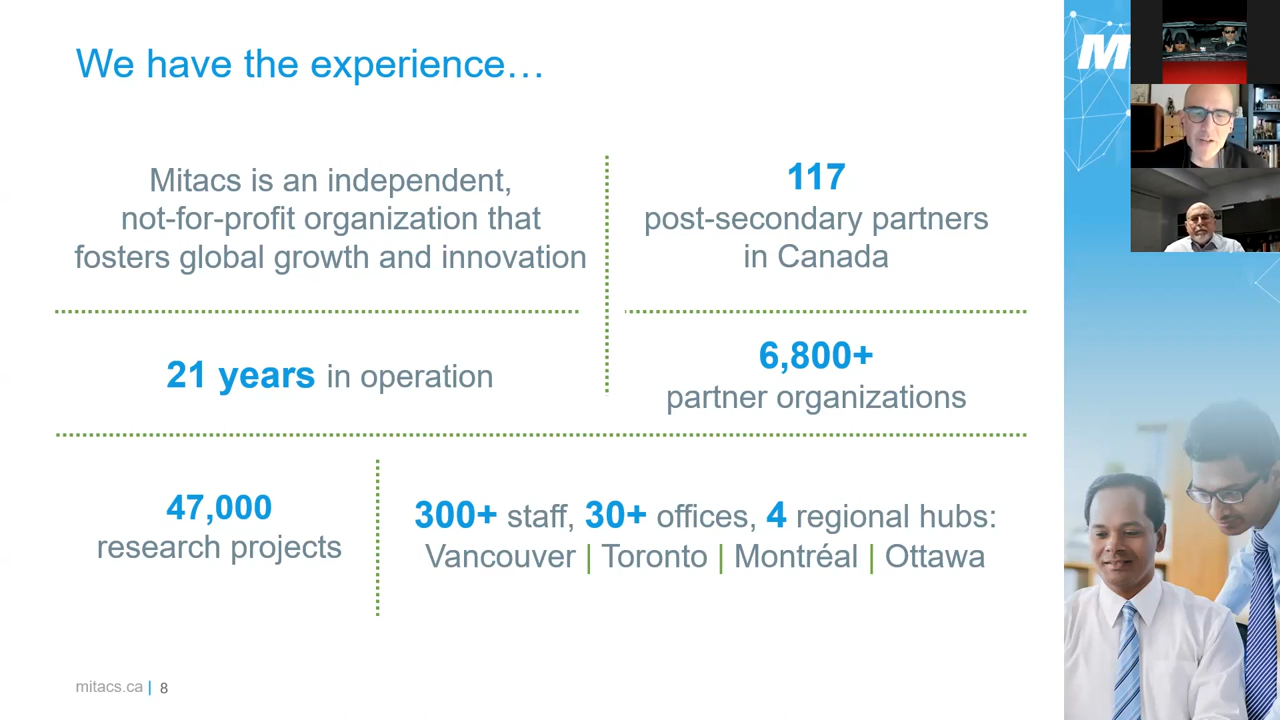 We have the experience…
Mitacs is an independent,
not-for-profit organization that
fosters global growth and innovation
117
post-secondary partners
in Canada
21 years in operation
6,800+
partner organizations
47,000
research projects
300+ staff, 30+ offices, 4 regional hubs:
Vancouver | Toronto | Montréal | Ottawa
mitacs.ca | 8
M